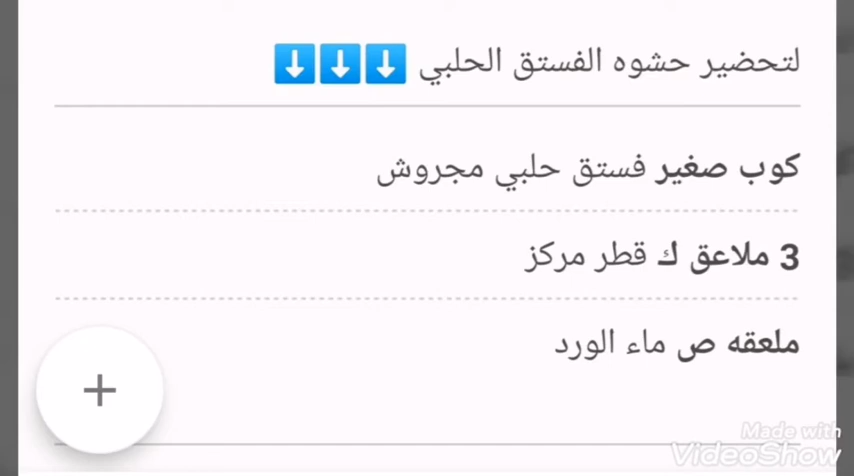 لتحضير حشوه الفستق الحلبي ⬇️⬇️⬇️
كوب صغير فستق حلبي مجروش
3 ملاعق ك قطر مركز
ملعقه ص ماء الورد
+
Made with
VideoShow